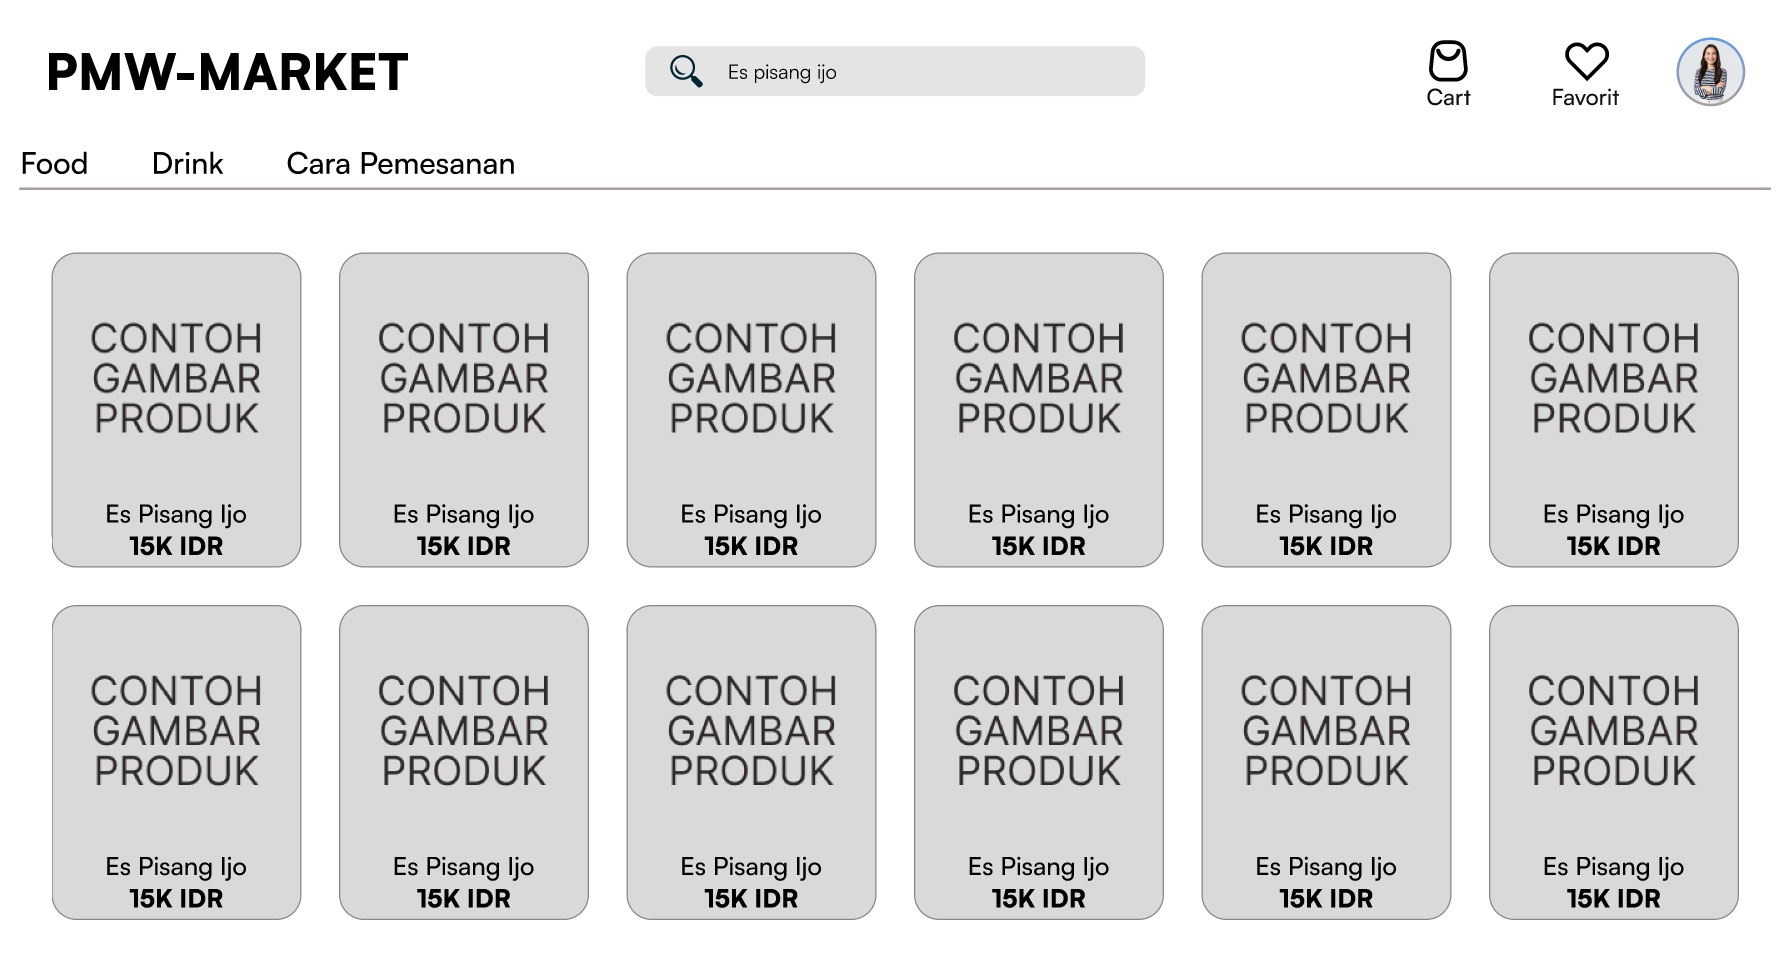 PMW-MARKET
Es pisang ijo
Cart
Favorit
Food Drink Cara Pemesanan
CONTOH CONTOH CONTOH CONTOH CONTOH CONTOH
GAMBAR GAMBAR GAMBAR GAMBAR GAMBAR GAMBAR
PRODUK PRODUK PRODUK PRODUK PRODUK PRODUK
Es Pisang Ijo Es Pisang Ijo Es Pisang Ijo Es Pisang Ijo Es Pisang Ijo Es Pisang Ijo
15K IDR 15K IDR 15K IDR 15K IDR 15K IDR 15K IDR
CONTOH CONTOH CONTOH CONTOH CONTOH CONTOH
GAMBAR GAMBAR GAMBAR GAMBAR GAMBAR GAMBAR
PRODUK PRODUK PRODUK PRODUK PRODUK PRODUK
Es Pisang Ijo Es Pisang Ijo Es Pisang Ijo Es Pisang Ijo Es Pisang Ijo Es Pisang Ijo
15K IDR 15K IDR 15K IDR 15K IDR 15K IDR 15K IDR